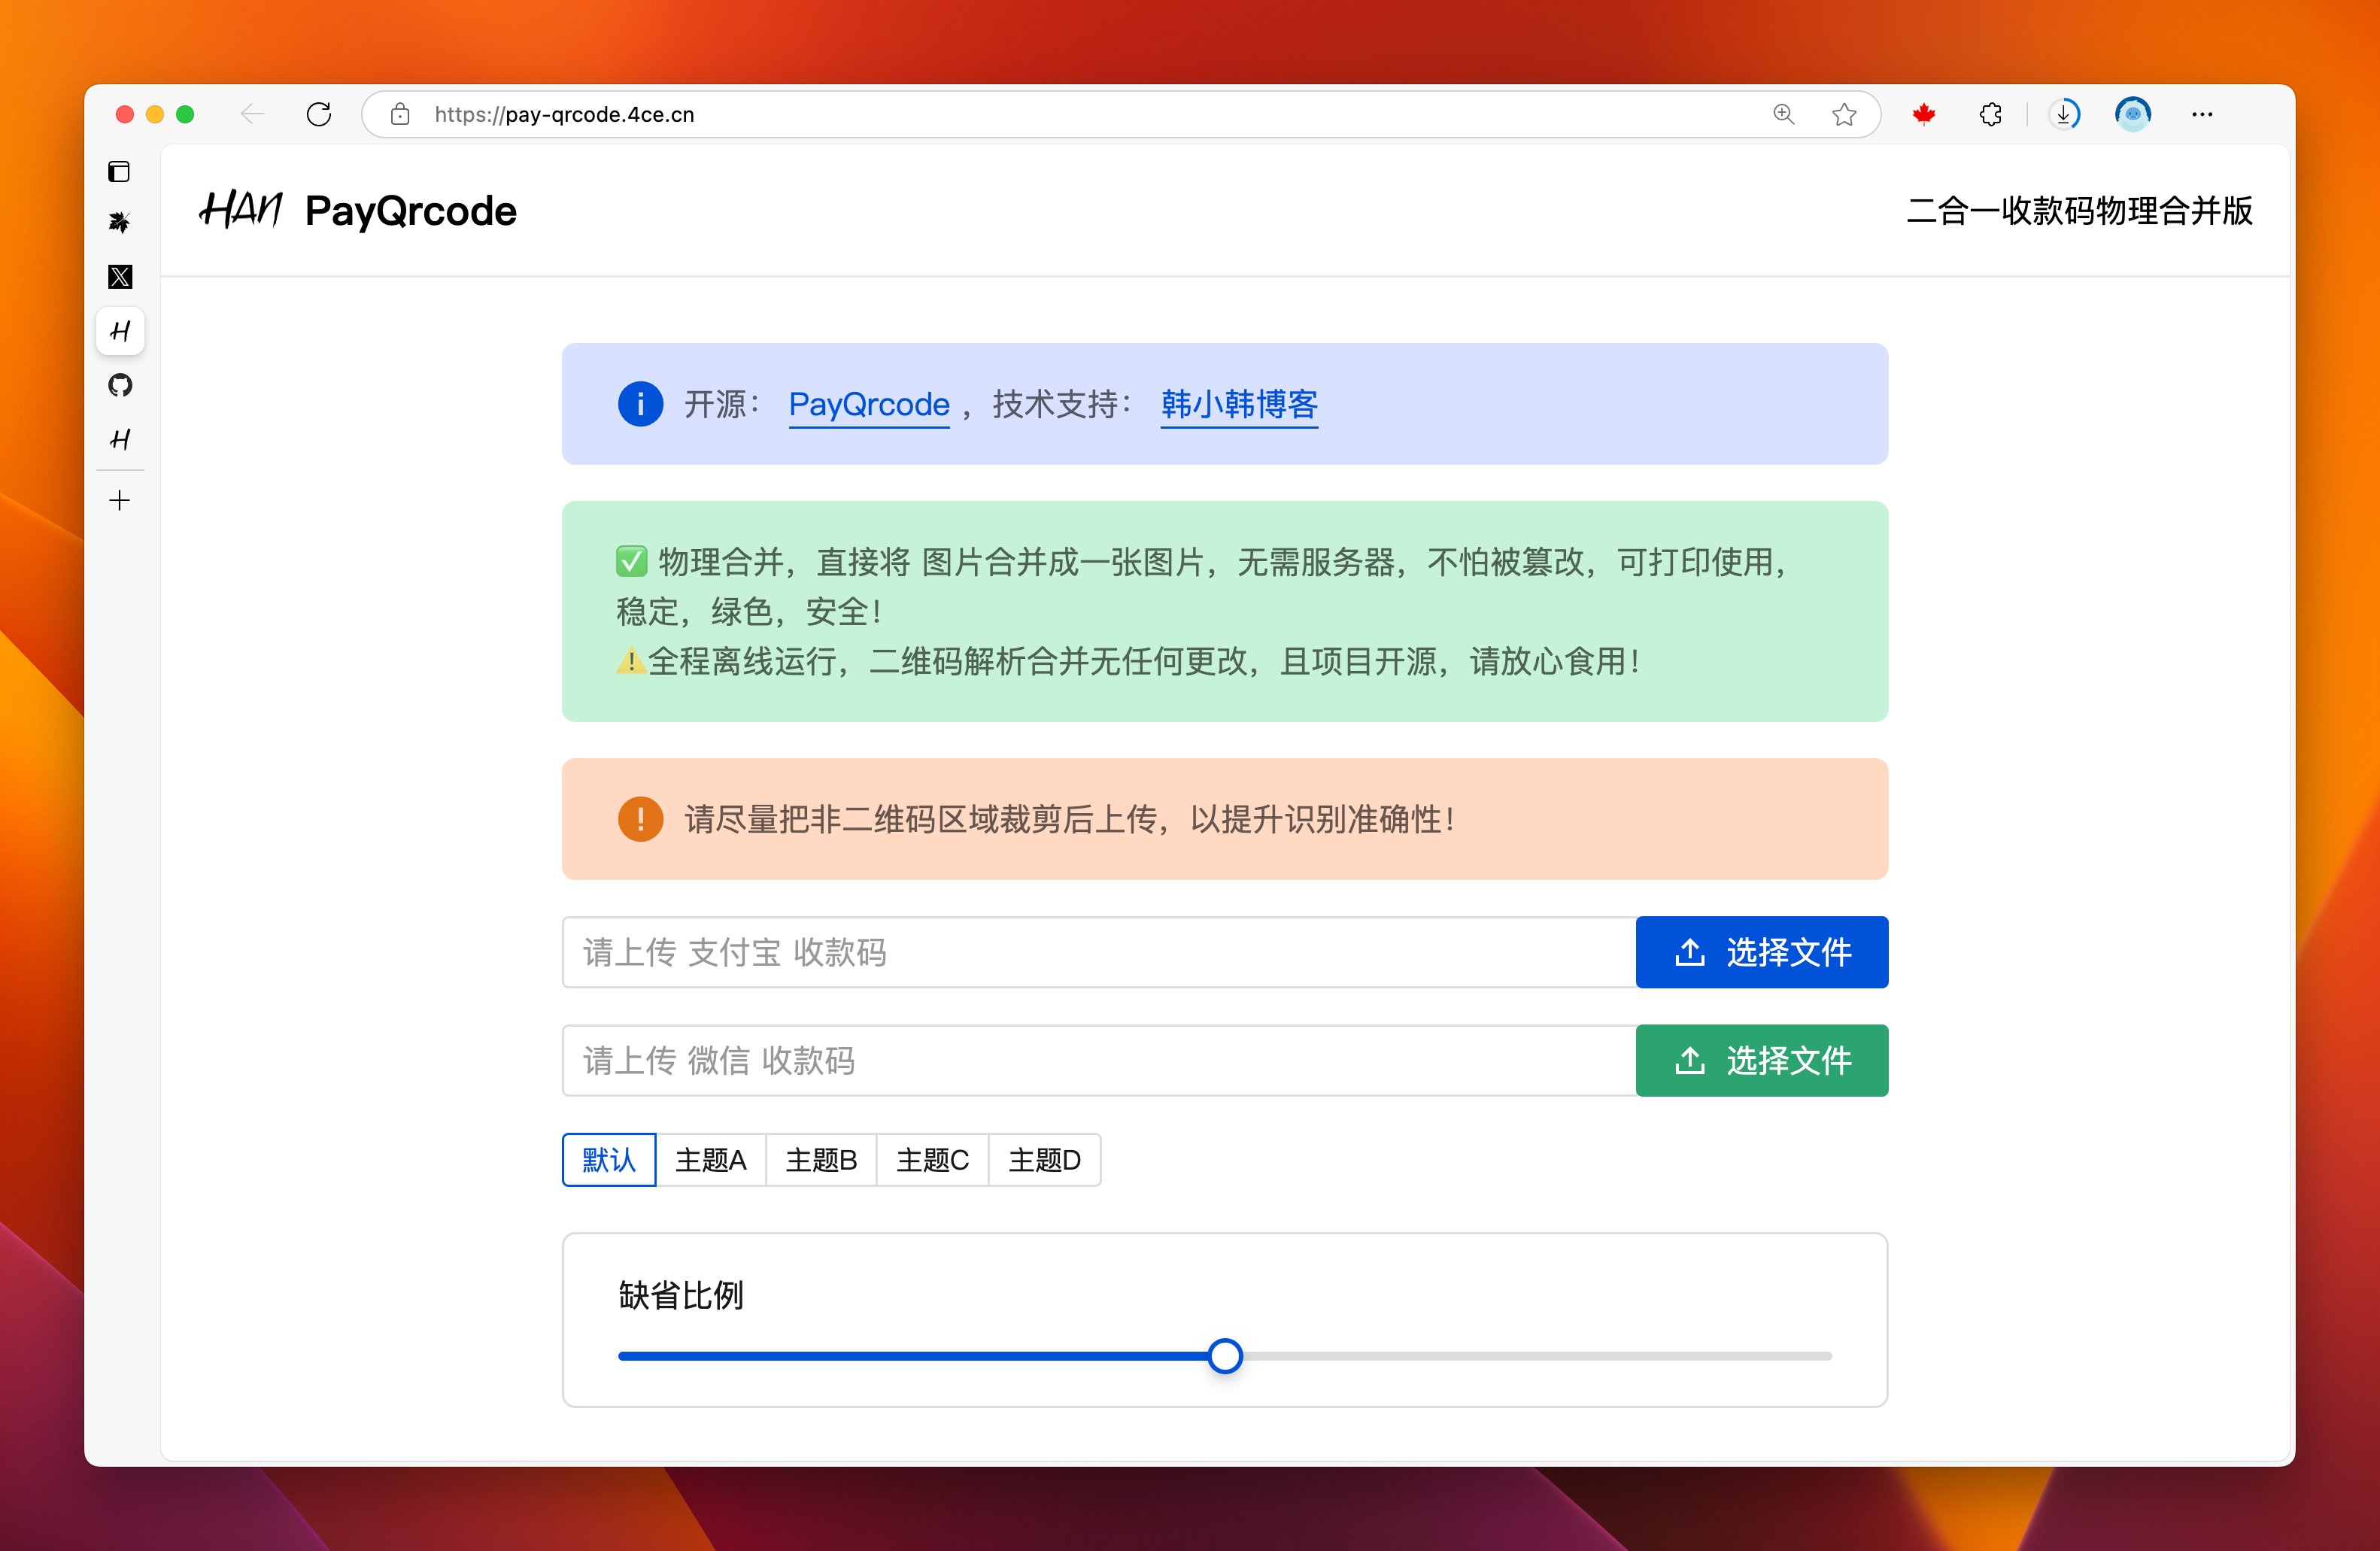 https://pay-qrcode.4ce.cn
HAN PayQrcode
二合一收款码物理合并版
开源： PayQrcode ，技术支持： 韩小韩博客
✅ 物理合并，直接将 图片合并成一张图片，无需服务器，不怕被篡改，可打印使用，
稳定，绿色，安全！
⚠️全程离线运行，二维码解析合并无任何更改，且项目开源，请放心食用！
请尽量把非二维码区域裁剪后上传，以提升识别准确性！
请上传 支付宝 收款码 选择文件
请上传 微信 收款码 选择文件
默认 主题A 主题B 主题C 主题D
缺省比例